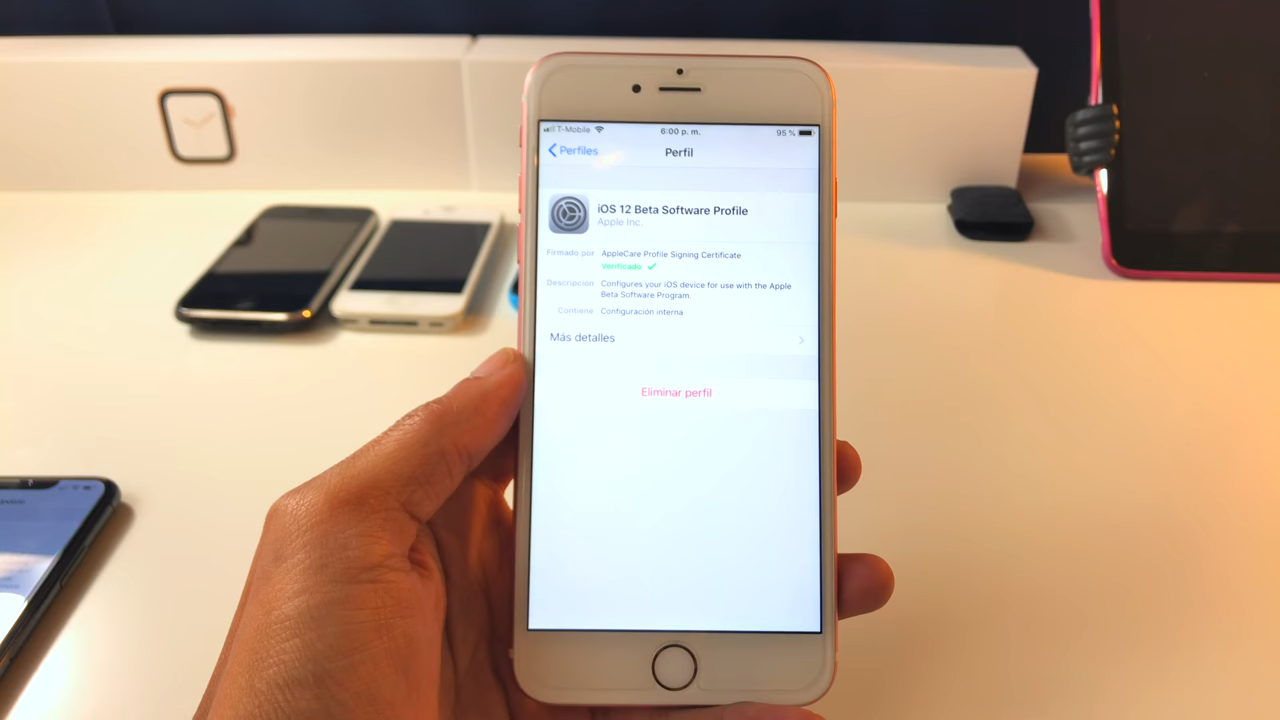 T-Mobile 6:00 p. m. 95 %
Perfiles Perfil
iOS 12 Beta Software Profile
Apple Inc.
Firmado por AppleCare Profile Signing Certificate
Verificado
Descripción Configures your iOS device for use with the Apple
Beta Software Program.
Contiene Configuración interna
Más detalles
Eliminar perfil